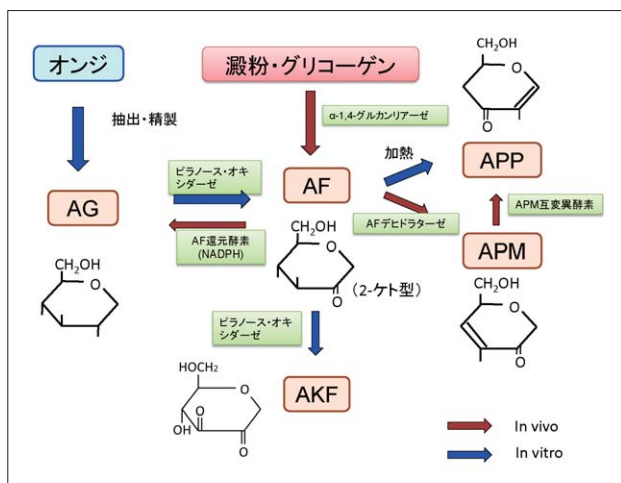 オンジ
澱粉・グリコーゲン
CH₂OH
O
O
抽出・精製
α-1,4-グルカンリアーゼ
加熱
APP
ピラノース・オキ
シダーゼ
AG
AF
APM互変異酵素
AF還元酵素
(NADPH)
AFデヒドラターゼ
APM
CH₂OH
O
CH₂OH
O
O
(2-ケト型)
CH₂OH
O
O
ピラノース・オキ
シダーゼ
HOCH₂
O
O
OH
O
AKF
In vivo
In vitro